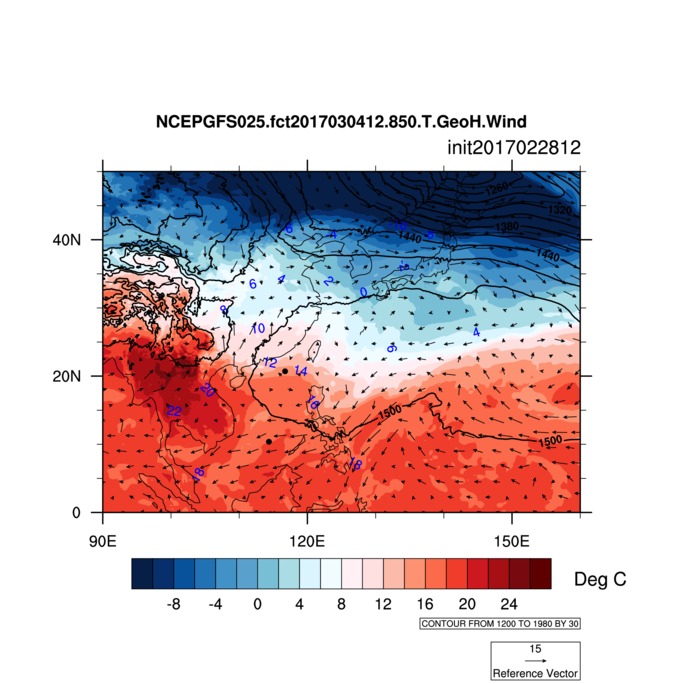 NCEPGFS025.fct2017030412.850.T.GeoH.Wind
init2017022812
1260
1320
6 4 1380
40N 1440 1440
6 4 2 0
8
10 4
12 6
20N 14
20 16
22 1500
1500
18 18
0
90E 120E 150E
-8 -4 0 4 8 12 16 20 24 Deg C
CONTOUR FROM 1200 TO 1980 BY 30
15
Reference Vector